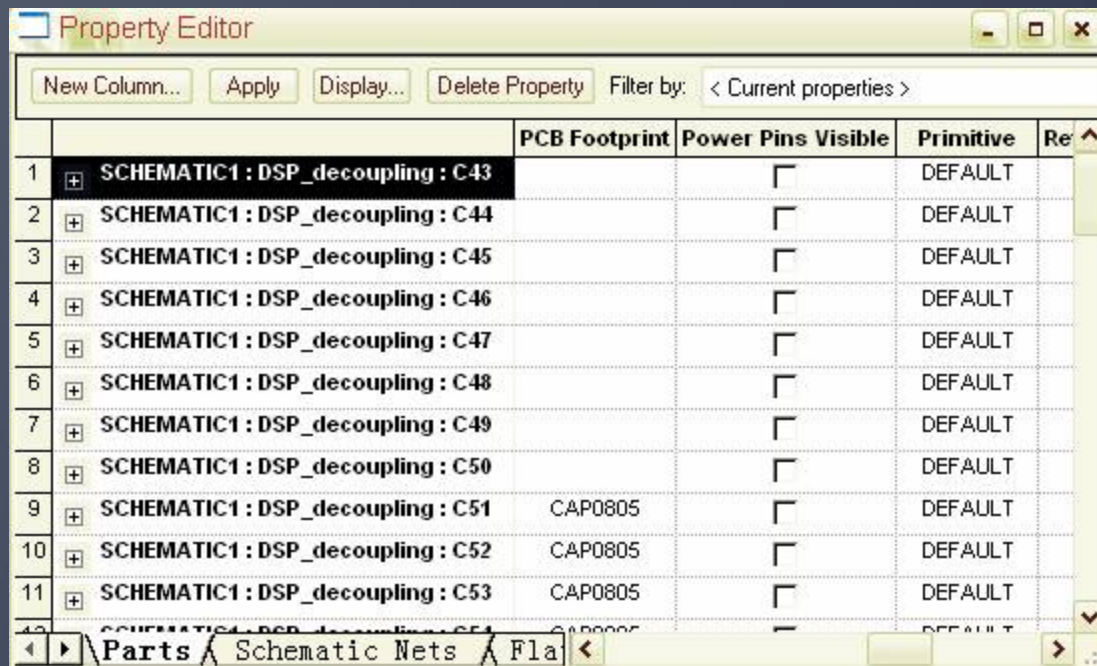 Property Editor
New Column... Apply Display... Delete Property Filter by: < Current properties >
PCB Footprint Power Pins Visible Primitive
1 SCHEMATIC1 : DSP_decoupling : C43 DEFAULT
2 SCHEMATIC1 : DSP_decoupling : C44 DEFAULT
3 SCHEMATIC1 : DSP_decoupling : C45 DEFAULT
4 SCHEMATIC1 : DSP_decoupling : C46 DEFAULT
5 SCHEMATIC1 : DSP_decoupling : C47 DEFAULT
6 SCHEMATIC1 : DSP_decoupling : C48 DEFAULT
7 SCHEMATIC1 : DSP_decoupling : C49 DEFAULT
8 SCHEMATIC1 : DSP_decoupling : C50 DEFAULT
9 SCHEMATIC1 : DSP_decoupling : C51 CAP0805 DEFAULT
10 SCHEMATIC1 : DSP_decoupling : C52 CAP0805 DEFAULT
11 SCHEMATIC1 : DSP_decoupling : C53 CAP0805 DEFAULT
Parts Schematic Nets Fla